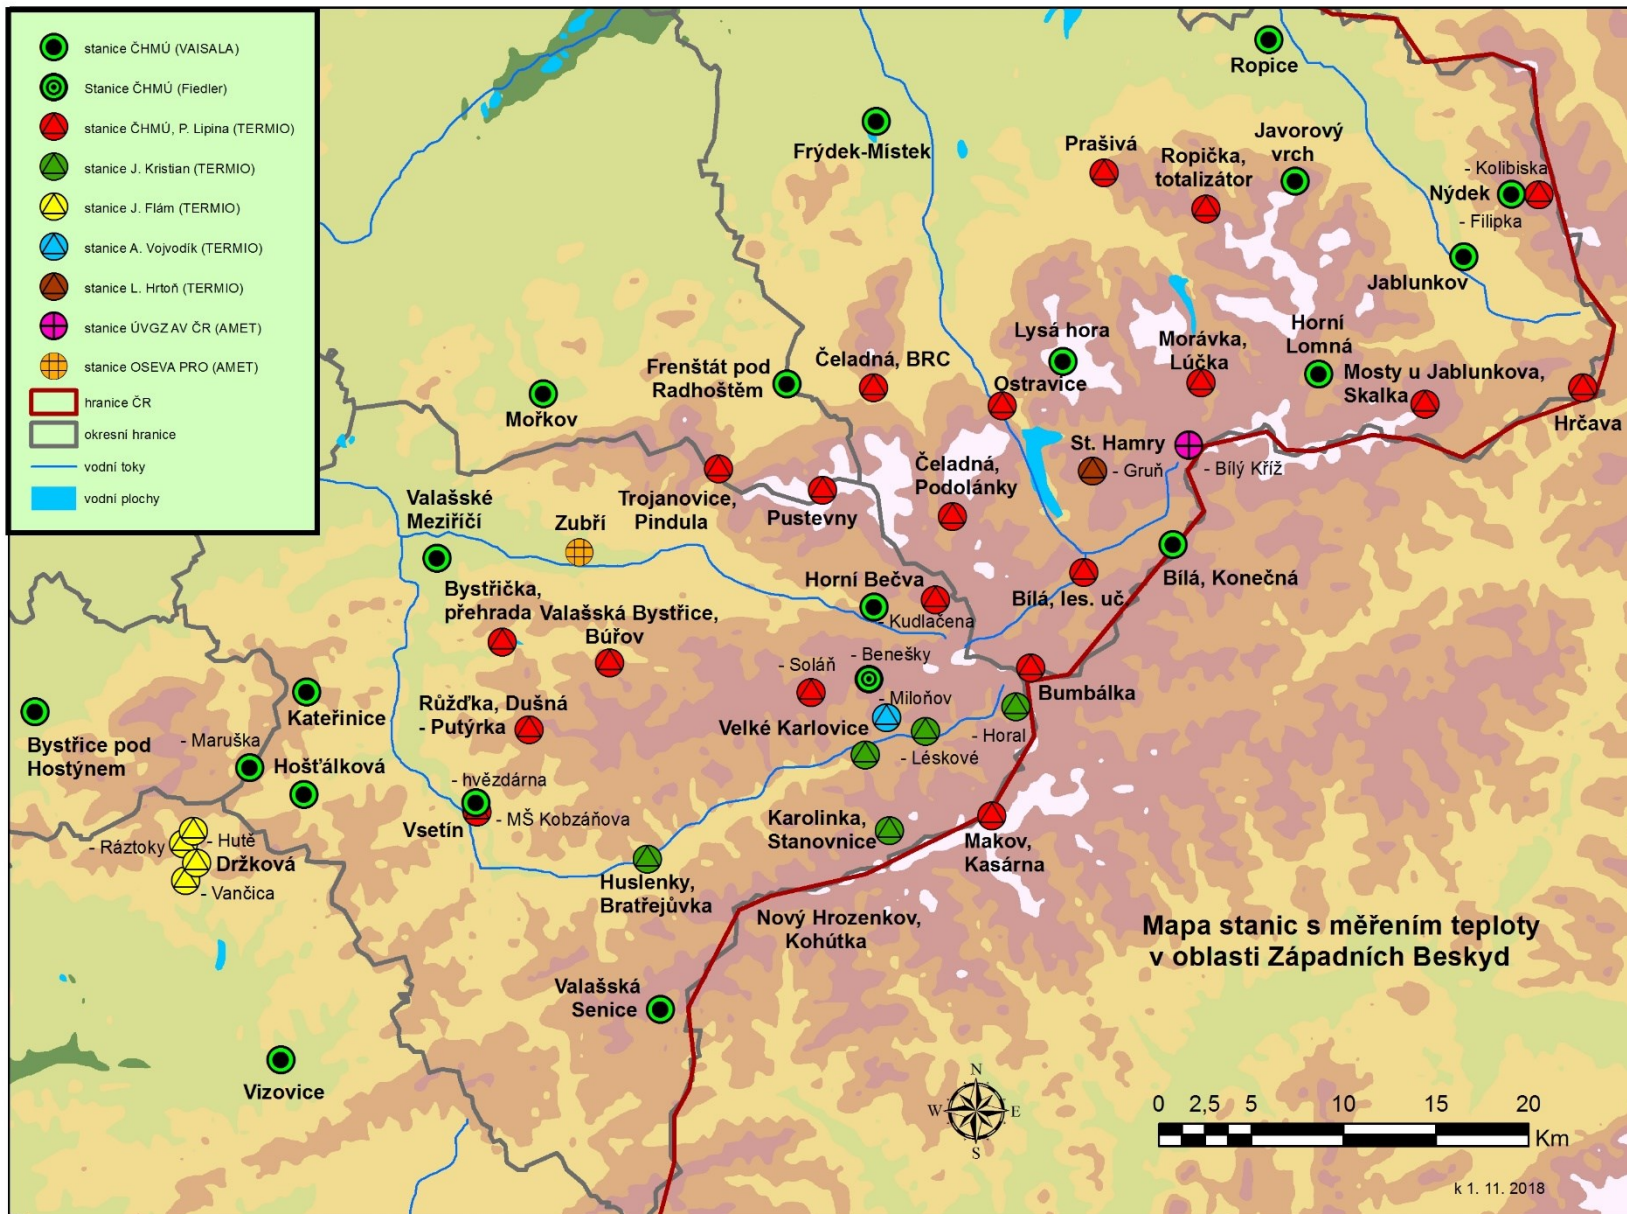 stanice ČHMÚ (VAISALA)
Stanice ČHMÚ (Fiedler)
stanice ČHMÚ, P. Lipina (TERMIO)
stanice J. Kristian (TERMIO)
stanice J. Flám (TERMIO)
stanice A. Vojvodík (TERMIO)
stanice L. Hrtoň (TERMIO)
stanice ÚVGZ AV ČR (AMET)
stanice OSEVA PRO (AMET)
hranice ČR
okresní hranice
vodní toky
vodní plochy
Ropice
Frýdek-Místek
Prašivá
Ropička,
totalizátor
Javorový
vrch
- Kolibiska
Nýdek
- Filipka
Jablunkov
Lysá hora
Morávka,
Lúčka
Horní
Lomná
Mosty u Jablunkova,
Skalka
Hrčava
Frenštát pod
Radhoštěm
Čeladná, BRC
Ostravice
Mořkov
St. Hamry
- Gruň
- Bílý Kříž
Trojanovice,
Pindula
Pustevny
Čeladná,
Podolánky
Valašské
Meziříčí
Zubří
Bystřička,
přehrada
Valašská Bystřice,
Búřov
Horní Bečva
- Kudlačena
Bílá, les. uč.
Bílá, Konečná
- Soláň
- Benešky
- Miloňov
Velké Karlovice
- Léskové
- Horal
Bumbálka
Kateřinice
Růžďka, Dušná
- Putýrka
Bystřice pod
Hostýnem
- Maruška
Hošťálková
- hvězdárna
Vsetín
- MŠ Kobzáňova
Karolinka,
Stanovnice
Makov,
Kasárna
- Ráztoky
- Hutě
Držková
- Vančica
Huslenky,
Bratřejůvka
Nový Hrozenkov,
Kohútka
Mapa stanic s měřením teploty
v oblasti Západních Beskyd
Valašská
Senice
Vizovice
N
W
E
S
0 2,5 5 10 15 20
Km
k 1. 11. 2018